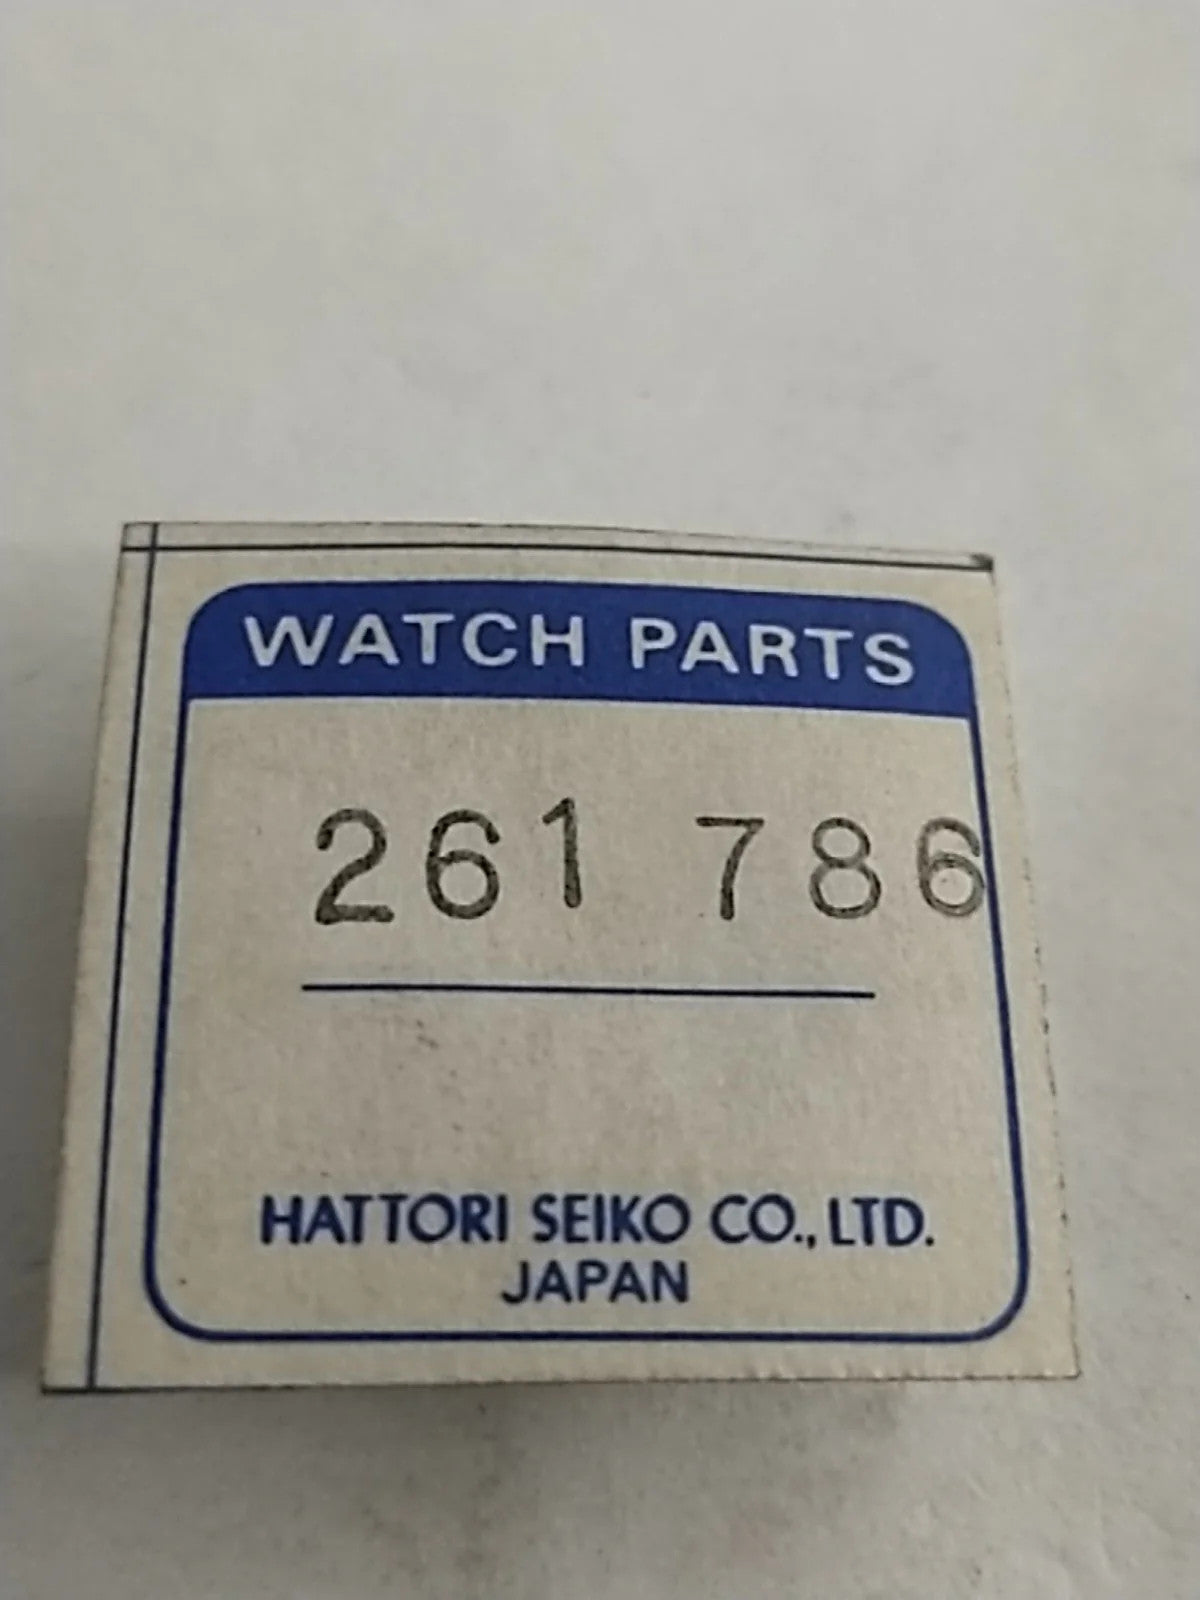 WATCH PARTS
261 786
HATTORI SEIKO CO., LTD.
JAPAN